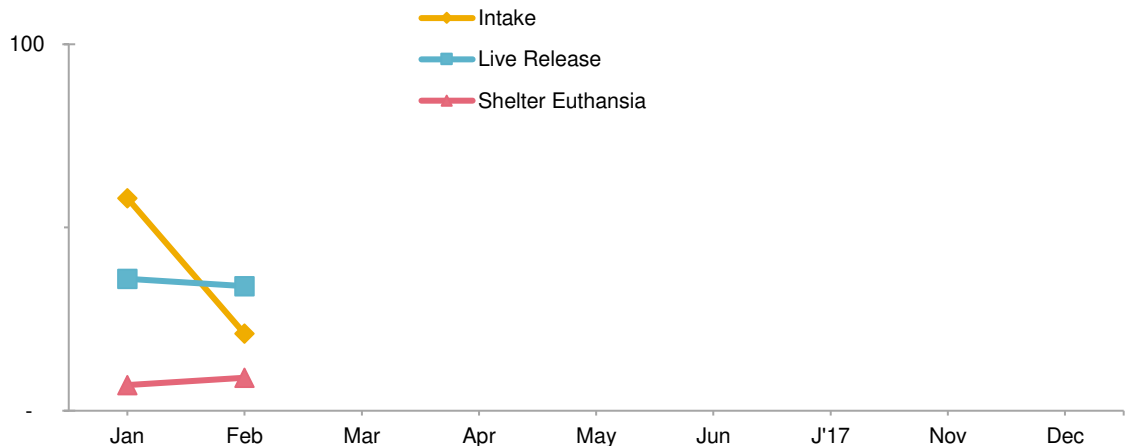 Intake
100
Live Release
Shelter Euthansia
-
Jan Feb Mar Apr May Jun J'17 Nov Dec